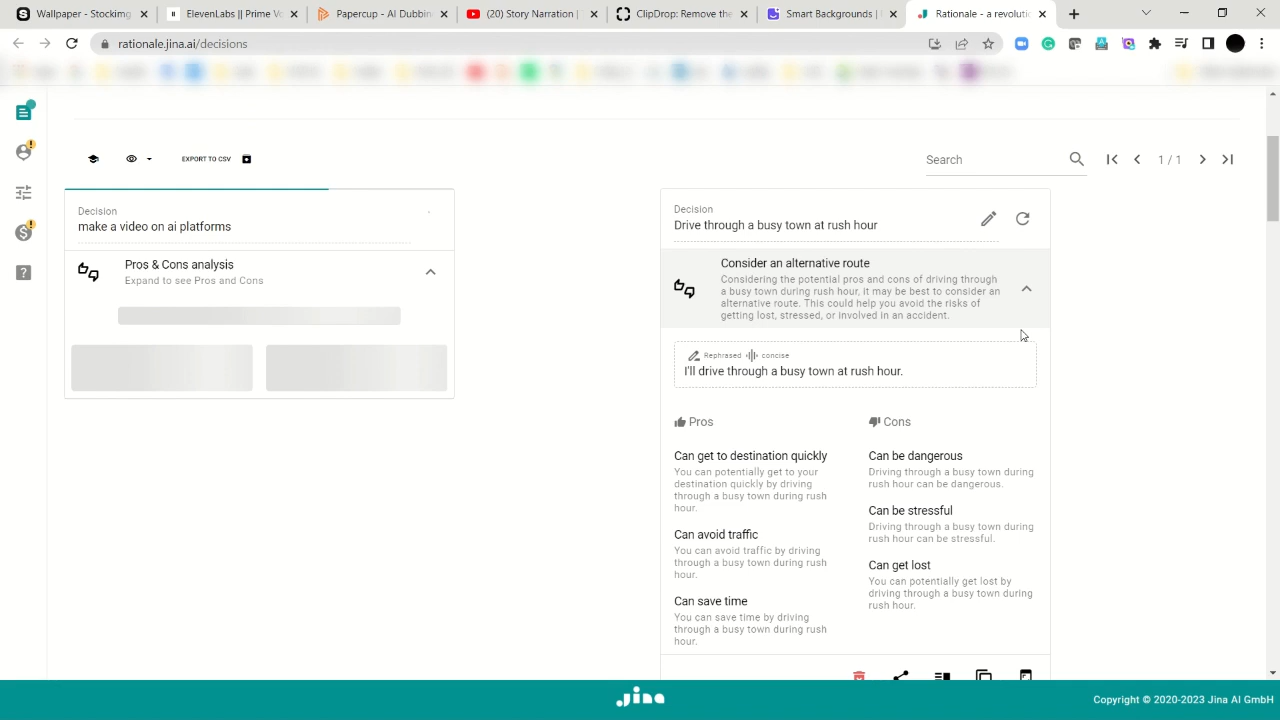 Wallpaper - Stocking
Elevenlabs || Prime Vo
Papercup - AI Dubbin
(20) Story Narration |
ClipDrop: Remove the
Smart Backgrounds |
Rationale - a revoluti
rationale.jina.ai/decisions
EXPORT TO CSV
Search
1 / 1
Decision
make a video on ai platforms
Pros & Cons analysis
Expand to see Pros and Cons
Decision
Drive through a busy town at rush hour
Consider an alternative route
Considering the potential pros and cons of driving through
a busy town during rush hour, it may be best to consider an
alternative route. This could help you avoid the risks of
getting lost, stressed, or involved in an accident.
Rephrased concise
I'll drive through a busy town at rush hour.
Pros
Can get to destination quickly
You can potentially get to your
destination quickly by driving
through a busy town during rush
hour.
Can avoid traffic
You can avoid traffic by driving
through a busy town during rush
hour.
Can save time
You can save time by driving
through a busy town during rush
hour.
Cons
Can be dangerous
Driving through a busy town during
rush hour can be dangerous.
Can be stressful
Driving through a busy town during
rush hour can be stressful.
Can get lost
You can potentially get lost by
driving through a busy town during
rush hour.
jina
Copyright © 2020-2023 Jina AI GmbH